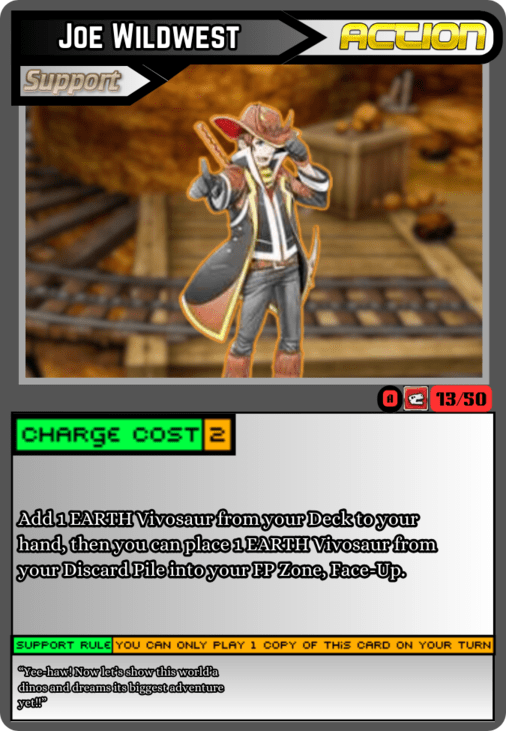 JOE WILDWEST
ACTION
Support
A
13/50
CHARGE COST 2
Add 1 EARTH Vivosaur from your Deck to your
hand, then you can place 1 EARTH Vivosaur from
your Discard Pile into your FP Zone, Face-Up.
SUPPORT RULE YOU CAN ONLY PLAY 1 COPY OF THIS CARD ON YOUR TURN
"Yee-haw! Now let's show this world'a
dinos and dreams its biggest adventure
yet!!"